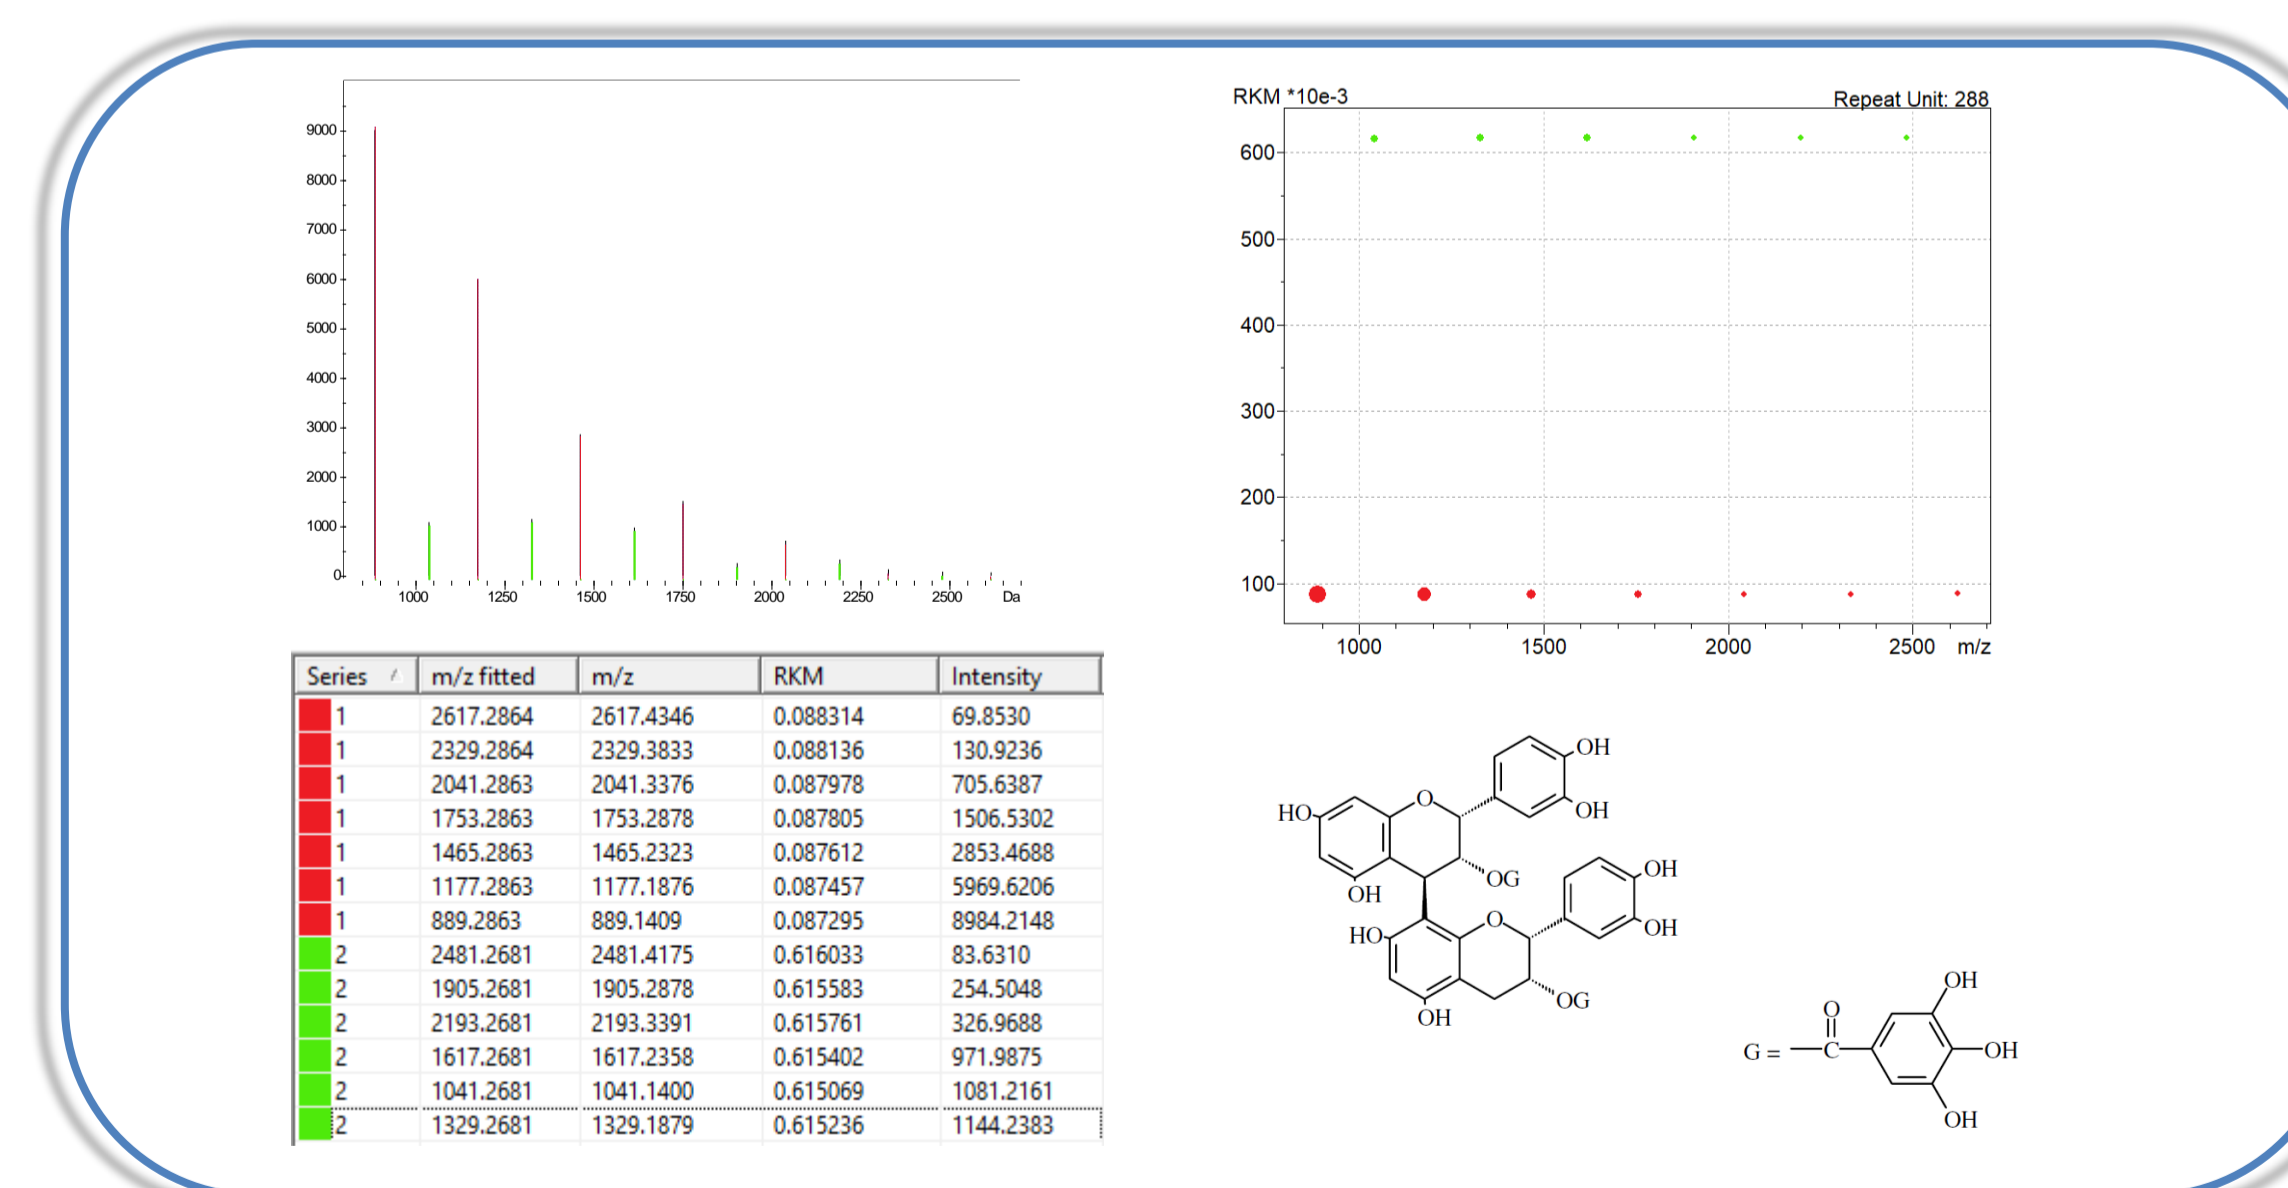 9000
8000
7000
6000
5000
4000
3000
2000
1000
0
1000 1250 1500 1750 2000 2250 2500 Da
RKM *10e-3 Repeat Unit: 288
600
500
400
300
200
100
1000 1500 2000 2500 m/z
Series m/z fitted m/z RKM Intensity
1 2617.2864 2617.4346 0.088314 69.8530
1 2329.2864 2329.3833 0.088136 130.9236
1 2041.2863 2041.3376 0.087978 705.6387
1 1753.2863 1753.2878 0.087805 1506.5302
1 1465.2863 1465.2323 0.087612 2853.4688
1 1177.2863 1177.1876 0.087457 5969.6206
1 889.2863 889.1409 0.087295 8984.2148
2 2481.2681 2481.4175 0.616033 83.6310
2 1905.2681 1905.2878 0.615583 254.5048
2 2193.2681 2193.3391 0.615761 326.9688
2 1617.2681 1617.2358 0.615402 971.9875
2 1041.2681 1041.1400 0.615069 1081.2161
2 1329.2681 1329.1879 0.615236 1144.2383
OH
HO O OH
OH OG OH
HO O OH
OG
OH
OH
O
G = C OH
OH